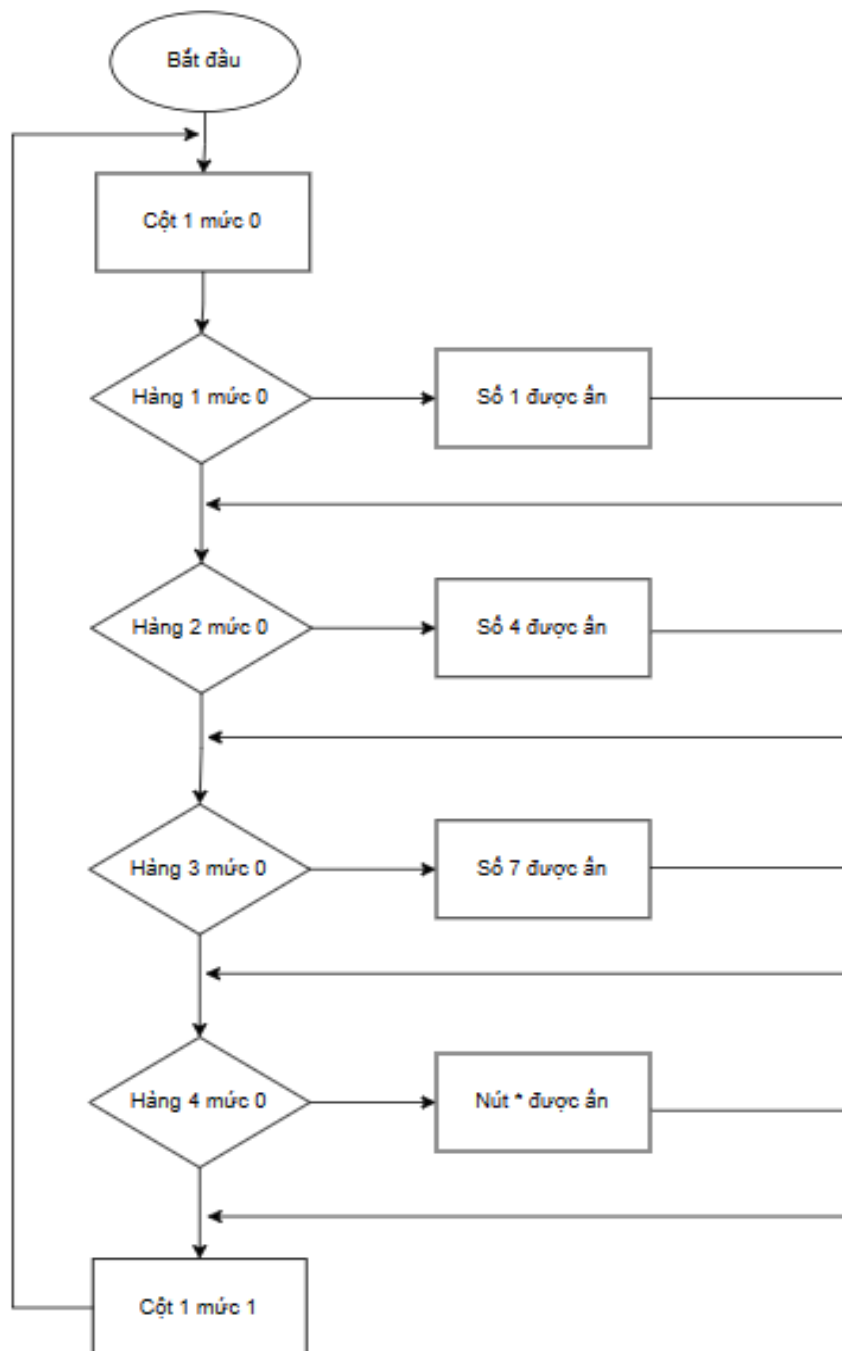 Bắt đầu
Cột 1 mức 0
Hàng 1 mức 0
Số 1 được ấn
Hàng 2 mức 0
Số 4 được ấn
Hàng 3 mức 0
Số 7 được ấn
Hàng 4 mức 0
Nút * được ấn
Cột 1 mức 1